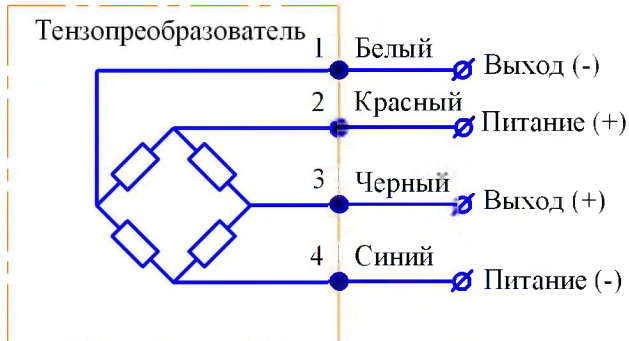 Тензопреобразователь
1 Белый Выход (-)
2 Красный Питание (+)
3 Черный Выход (+)
4 Синий Питание (-)